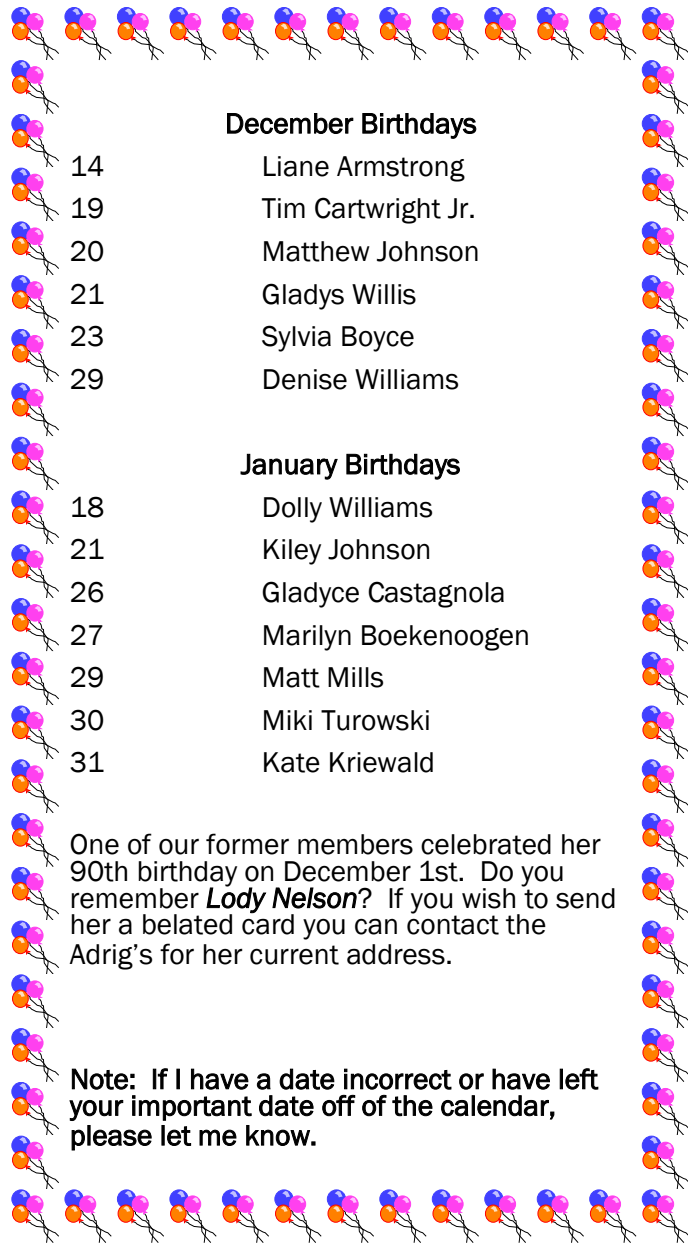 December Birthdays
14 Liane Armstrong
19 Tim Cartwright Jr.
20 Matthew Johnson
21 Gladys Willis
23 Sylvia Boyce
29 Denise Williams
January Birthdays
18 Dolly Williams
21 Kiley Johnson
26 Gladyce Castagnola
27 Marilyn Boekenoogen
29 Matt Mills
30 Miki Turowski
31 Kate Kriewald
One of our former members celebrated her
90th birthday on December 1st.  Do you
remember Lody Nelson?  If you wish to send
her a belated card you can contact the
Adrig’s for her current address.
Note:  If I have a date incorrect or have left
your important date off of the calendar,
please let me know.